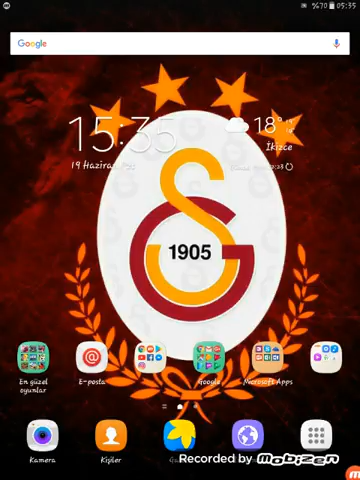 %70 05:35
Google
15:35
18°
İkizce
19 Haziran
1905
En güzel
oyunlar
E-posta
Google
Microsoft Apps
Kamera
Kişiler
Recorded by Mobizen